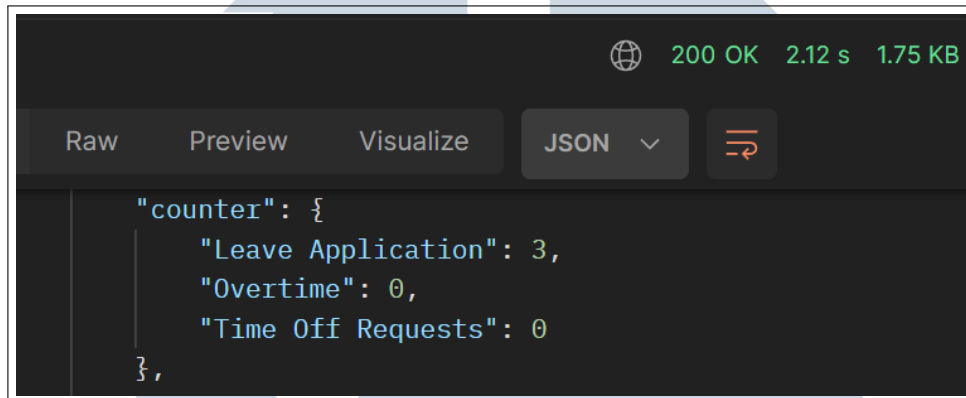 200 OK 2.12 s 1.75 KB
Raw Preview Visualize JSON
"counter": {
"Leave Application": 3,
"Overtime": 0,
"Time Off Requests": 0
},